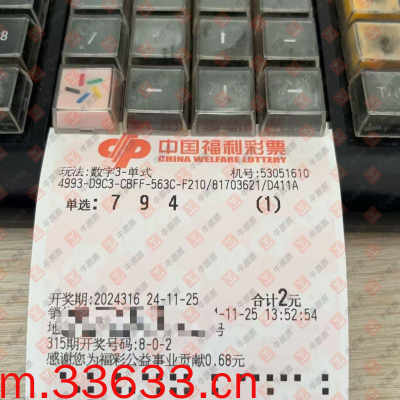 8
中国福利彩票
CHINA WELFARE LOTTERY
玩法:数字3-单式 机号:53051610
4993-D9C3-CBFF-563C-F210/81703621/D411A
单选: 7 9 4 (1)
开奖期:2024316 24-11-25 合计2元
销 -11-25 13:52:54
地 号
315期开奖号码:8-0-2
感谢您为福彩公益事业贡献0.68元
m.33633.cn